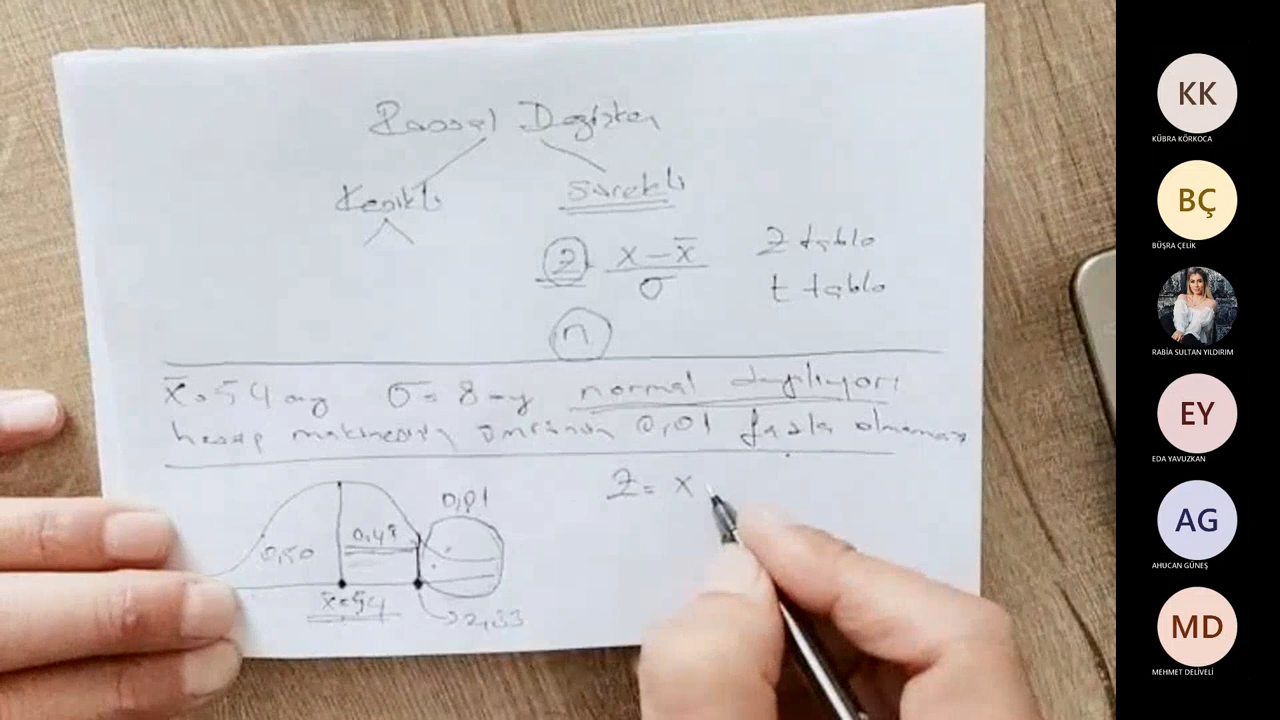 Rassal Değişken
Kesikli
Sürekli
Z = x - x̄ / σ
Z tablo
t tablo
n
x̄ = 54 ay σ = 8 ay normal dağılıyor
hesap makinesinin ömrünün 0,01 fazla olmaması
0,01
0,50
0,49
x̄=54
2,33
Z = x
KK
KÜBRA KÖRKOCA
BÇ
BÜŞRA ÇELİK
RABİA SULTAN YILDIRIM
EY
EDA YAVUZKAN
AG
AHUCAN GÜNEŞ
MD
MEHMET DELİVELİ